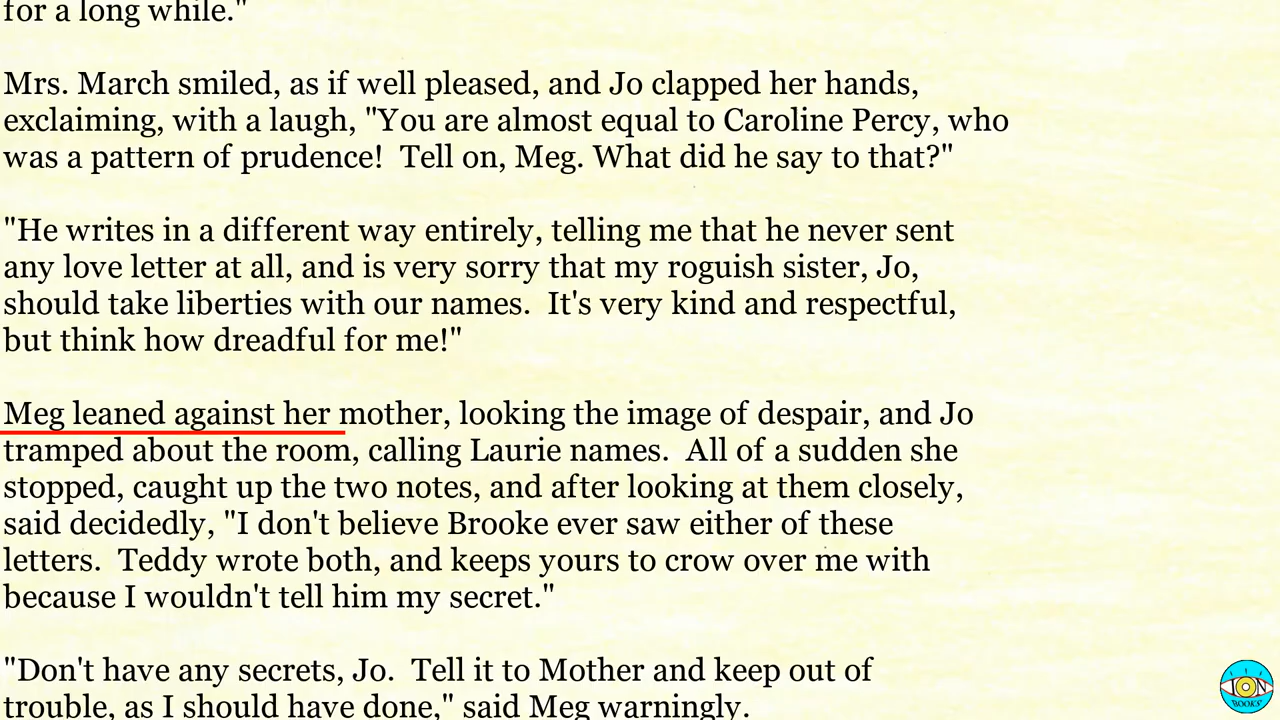 for a long while."
Mrs. March smiled, as if well pleased, and Jo clapped her hands,
exclaiming, with a laugh, "You are almost equal to Caroline Percy, who
was a pattern of prudence!  Tell on, Meg. What did he say to that?"
"He writes in a different way entirely, telling me that he never sent
any love letter at all, and is very sorry that my roguish sister, Jo,
should take liberties with our names.  It's very kind and respectful,
but think how dreadful for me!"
Meg leaned against her mother, looking the image of despair, and Jo
tramped about the room, calling Laurie names.  All of a sudden she
stopped, caught up the two notes, and after looking at them closely,
said decidedly, "I don't believe Brooke ever saw either of these
letters.  Teddy wrote both, and keeps yours to crow over me with
because I wouldn't tell him my secret."
"Don't have any secrets, Jo.  Tell it to Mother and keep out of
trouble, as I should have done," said Meg warningly.
ION
BOOKS